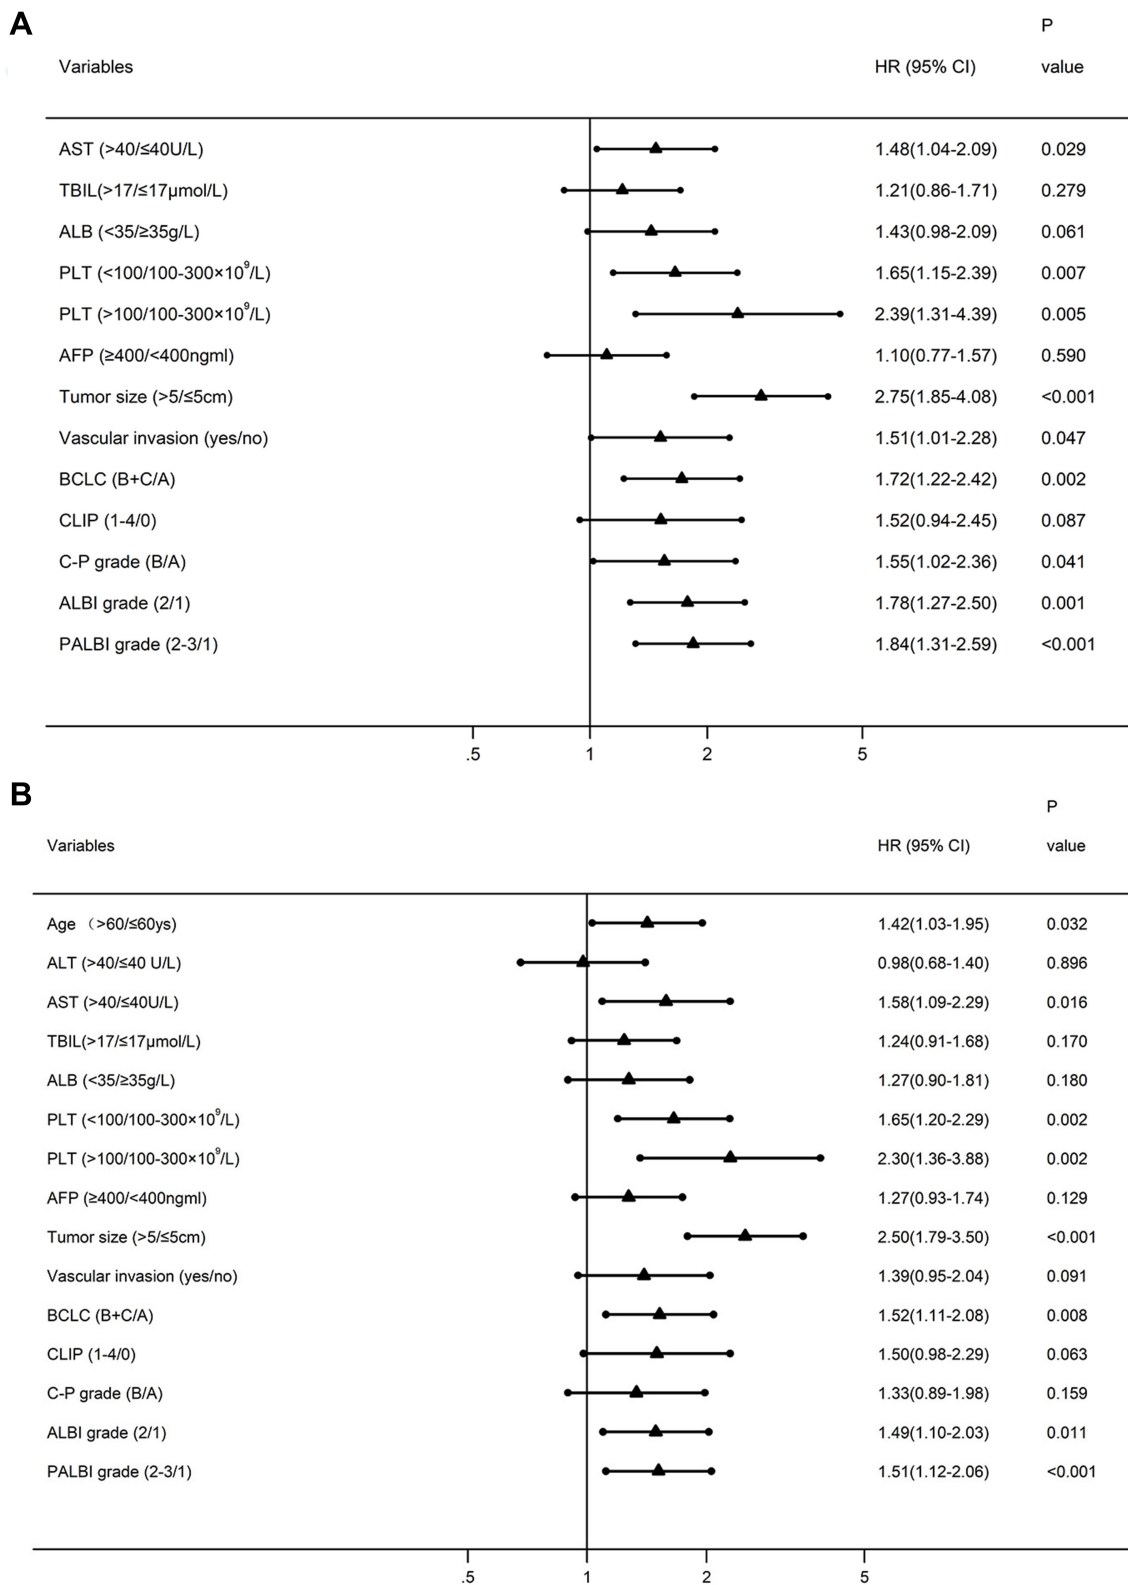 A
P
Variables HR (95% CI) value
AST (>40/≤40U/L) 1.48(1.04-2.09) 0.029
TBIL(>17/≤17μmol/L) 1.21(0.86-1.71) 0.279
ALB (<35/≥35g/L) 1.43(0.98-2.09) 0.061
PLT (<100/100-300×10⁹/L) 1.65(1.15-2.39) 0.007
PLT (>100/100-300×10⁹/L) 2.39(1.31-4.39) 0.005
AFP (≥400/<400ngml) 1.10(0.77-1.57) 0.590
Tumor size (>5/≤5cm) 2.75(1.85-4.08) <0.001
Vascular invasion (yes/no) 1.51(1.01-2.28) 0.047
BCLC (B+C/A) 1.72(1.22-2.42) 0.002
CLIP (1-4/0) 1.52(0.94-2.45) 0.087
C-P grade (B/A) 1.55(1.02-2.36) 0.041
ALBI grade (2/1) 1.78(1.27-2.50) 0.001
PALBI grade (2-3/1) 1.84(1.31-2.59) <0.001
.5 1 2 5
B
P
Variables HR (95% CI) value
Age （>60/≤60ys) 1.42(1.03-1.95) 0.032
ALT (>40/≤40 U/L) 0.98(0.68-1.40) 0.896
AST (>40/≤40U/L) 1.58(1.09-2.29) 0.016
TBIL(>17/≤17μmol/L) 1.24(0.91-1.68) 0.170
ALB (<35/≥35g/L) 1.27(0.90-1.81) 0.180
PLT (<100/100-300×10⁹/L) 1.65(1.20-2.29) 0.002
PLT (>100/100-300×10⁹/L) 2.30(1.36-3.88) 0.002
AFP (≥400/<400ngml) 1.27(0.93-1.74) 0.129
Tumor size (>5/≤5cm) 2.50(1.79-3.50) <0.001
Vascular invasion (yes/no) 1.39(0.95-2.04) 0.091
BCLC (B+C/A) 1.52(1.11-2.08) 0.008
CLIP (1-4/0) 1.50(0.98-2.29) 0.063
C-P grade (B/A) 1.33(0.89-1.98) 0.159
ALBI grade (2/1) 1.49(1.10-2.03) 0.011
PALBI grade (2-3/1) 1.51(1.12-2.06) <0.001
.5 1 2 5